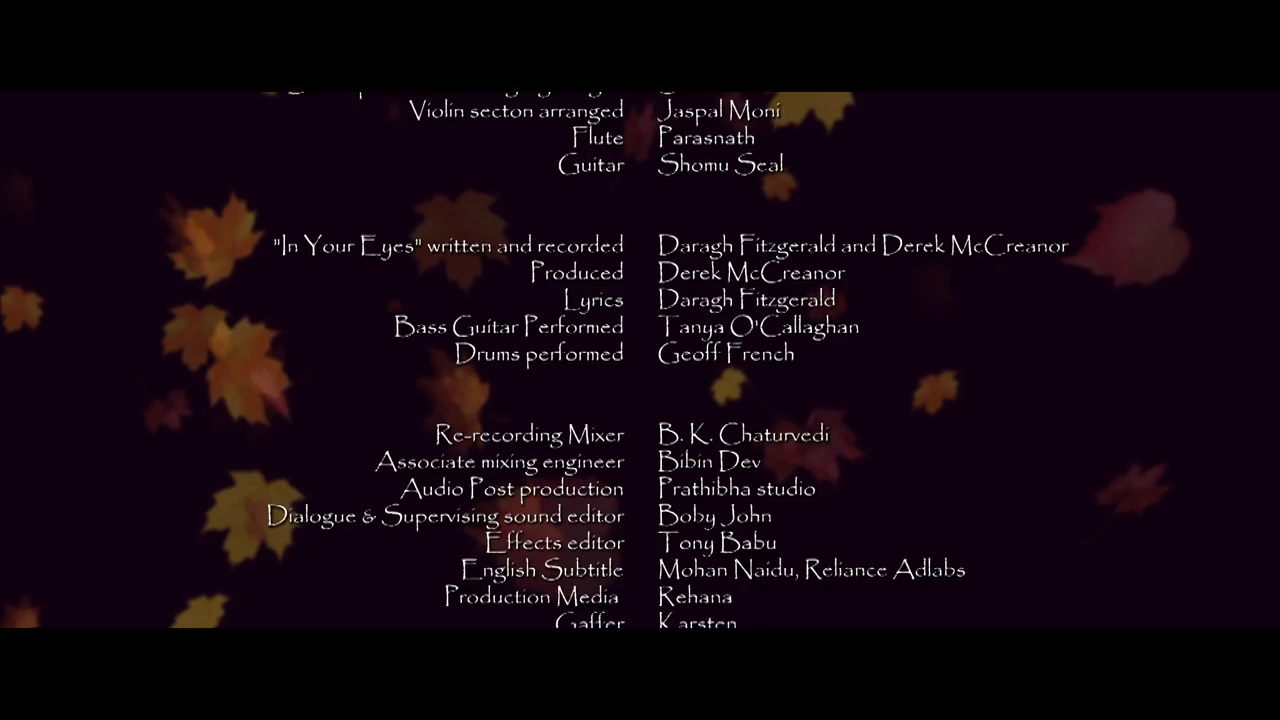 Violin secton arranged Jaspal Moni
Flute Parasnath
Guitar Shomu Seal
"In Your Eyes" written and recorded Daragh Fitzgerald and Derek McCreanor
Produced Derek McCreanor
Lyrics Daragh Fitzgerald
Bass Guitar Performed Tanya O'Callaghan
Drums performed Geoff French
Re-recording Mixer B. K. Chaturvedi
Associate mixing engineer Bibin Dev
Audio Post production Prathibha studio
Dialogue & Supervising sound editor Boby John
Effects editor Tony Babu
English Subtitle Mohan Naidu, Reliance Adlabs
Production Media Rehana
Gaffer Karsten